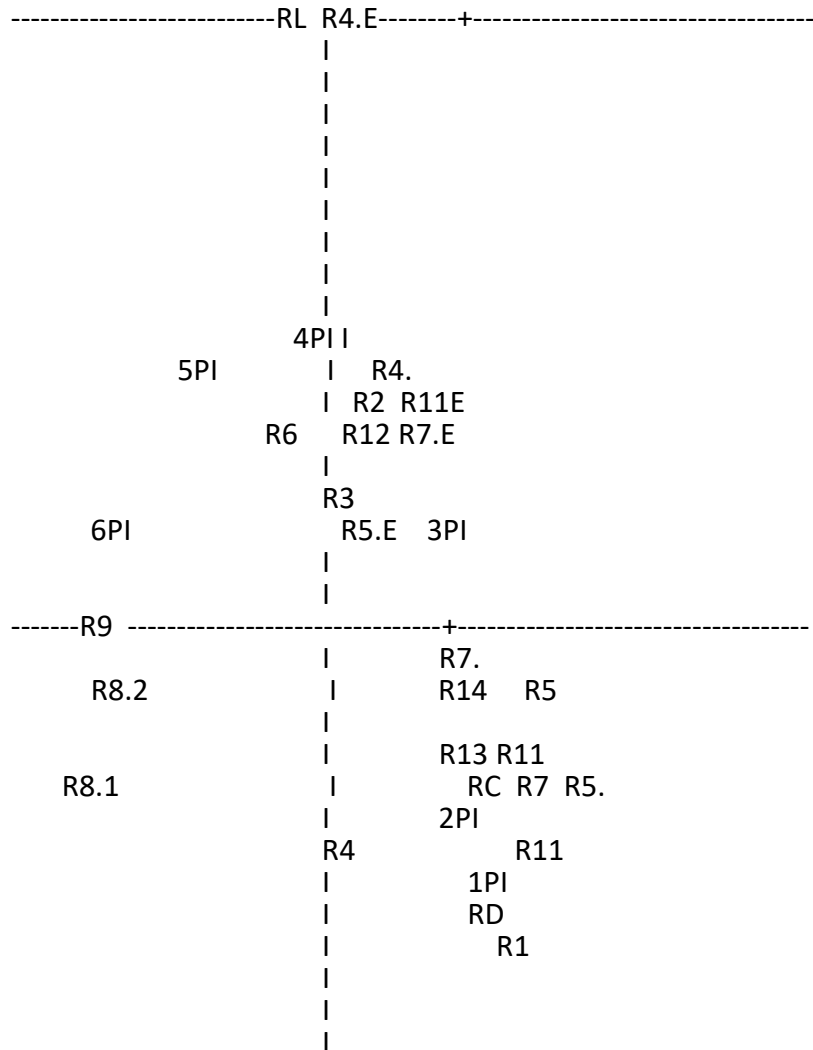 ---------------------------RL R4.E--------+-----------------------------------
I
I
I
I
I
I
I
I
I
4PI I
5PI I R4.
I R2 R11E
R6 R12 R7.E
I
R3
6PI R5.E 3PI
I
I
-------R9 --------------------------------+------------------------------------
I R7.
R8.2 I R14 R5
I
I R13 R11
R8.1 I RC R7 R5.
I 2PI
R4 R11
I 1PI
I RD
I R1
I
I
I